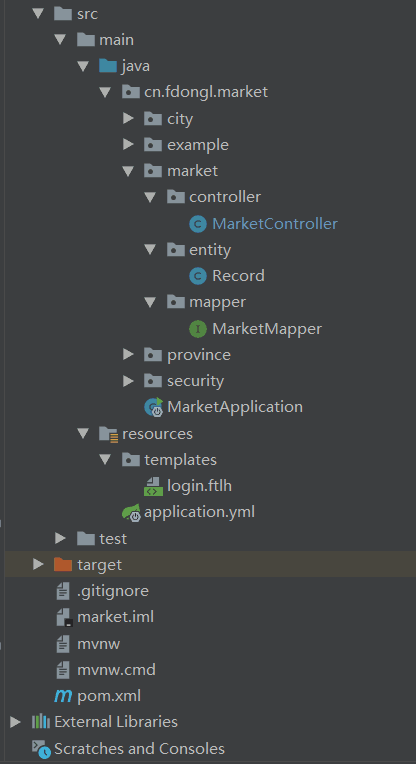 src
main
java
cn.fdongl.market
city
example
market
controller
MarketController
entity
Record
mapper
MarketMapper
province
security
MarketApplication
resources
templates
login.ftlh
application.yml
test
target
.gitignore
market.iml
mvnw
mvnw.cmd
pom.xml
External Libraries
Scratches and Consoles